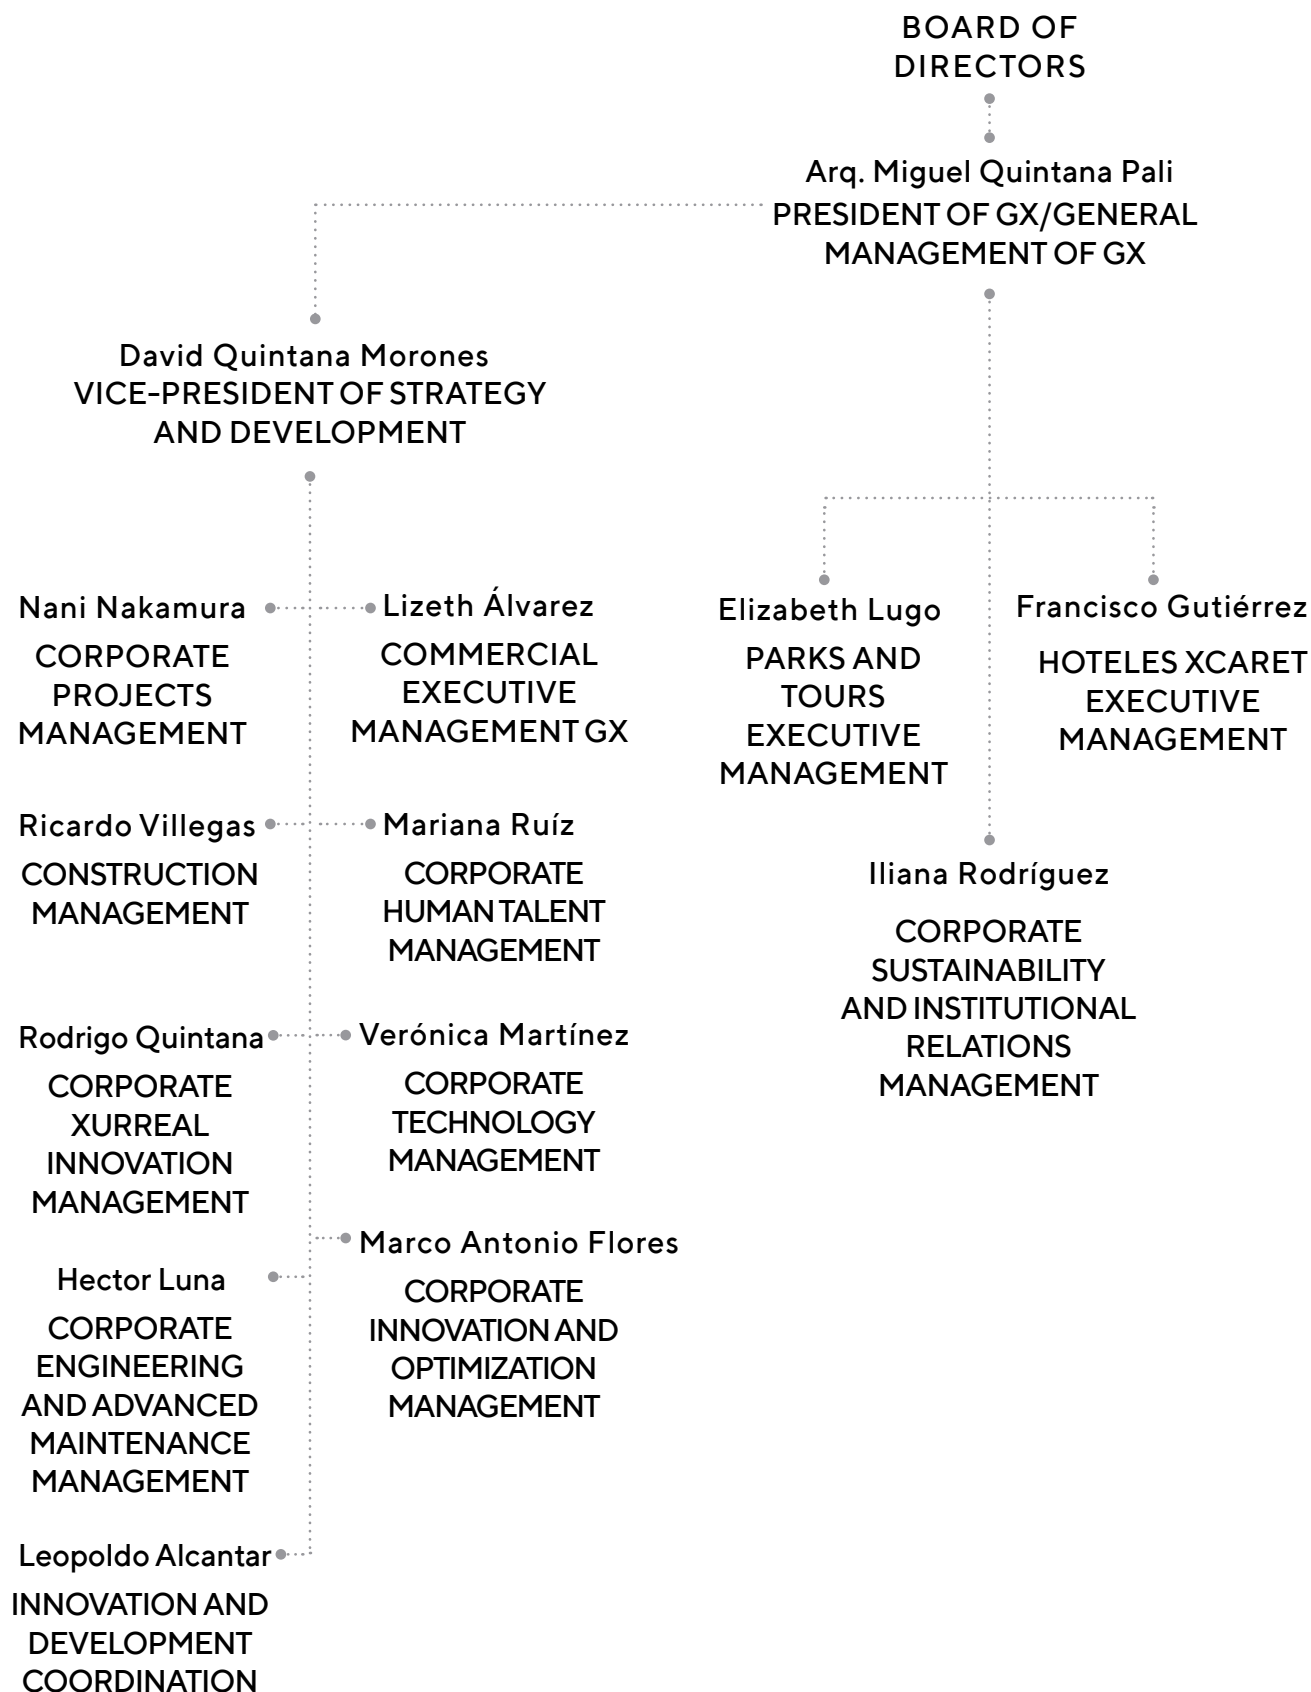 BOARD OF
DIRECTORS
Arq. Miguel Quintana Pali
PRESIDENT OF GX/GENERAL
MANAGEMENT OF GX
David Quintana Morones
VICE-PRESIDENT OF STRATEGY
AND DEVELOPMENT
Nani Nakamura
CORPORATE
PROJECTS
MANAGEMENT
Lizeth Álvarez
COMMERCIAL
EXECUTIVE
MANAGEMENT GX
Ricardo Villegas
CONSTRUCTION
MANAGEMENT
Mariana Ruíz
CORPORATE
HUMAN TALENT
MANAGEMENT
Rodrigo Quintana
CORPORATE
XURREAL
INNOVATION
MANAGEMENT
Verónica Martínez
CORPORATE
TECHNOLOGY
MANAGEMENT
Hector Luna
CORPORATE
ENGINEERING
AND ADVANCED
MAINTENANCE
MANAGEMENT
Marco Antonio Flores
CORPORATE
INNOVATION AND
OPTIMIZATION
MANAGEMENT
Leopoldo Alcantar
INNOVATION AND
DEVELOPMENT
COORDINATION
Elizabeth Lugo
PARKS AND
TOURS
EXECUTIVE
MANAGEMENT
Francisco Gutiérrez
HOTELES XCARET
EXECUTIVE
MANAGEMENT
Iliana Rodríguez
CORPORATE
SUSTAINABILITY
AND INSTITUTIONAL
RELATIONS
MANAGEMENT